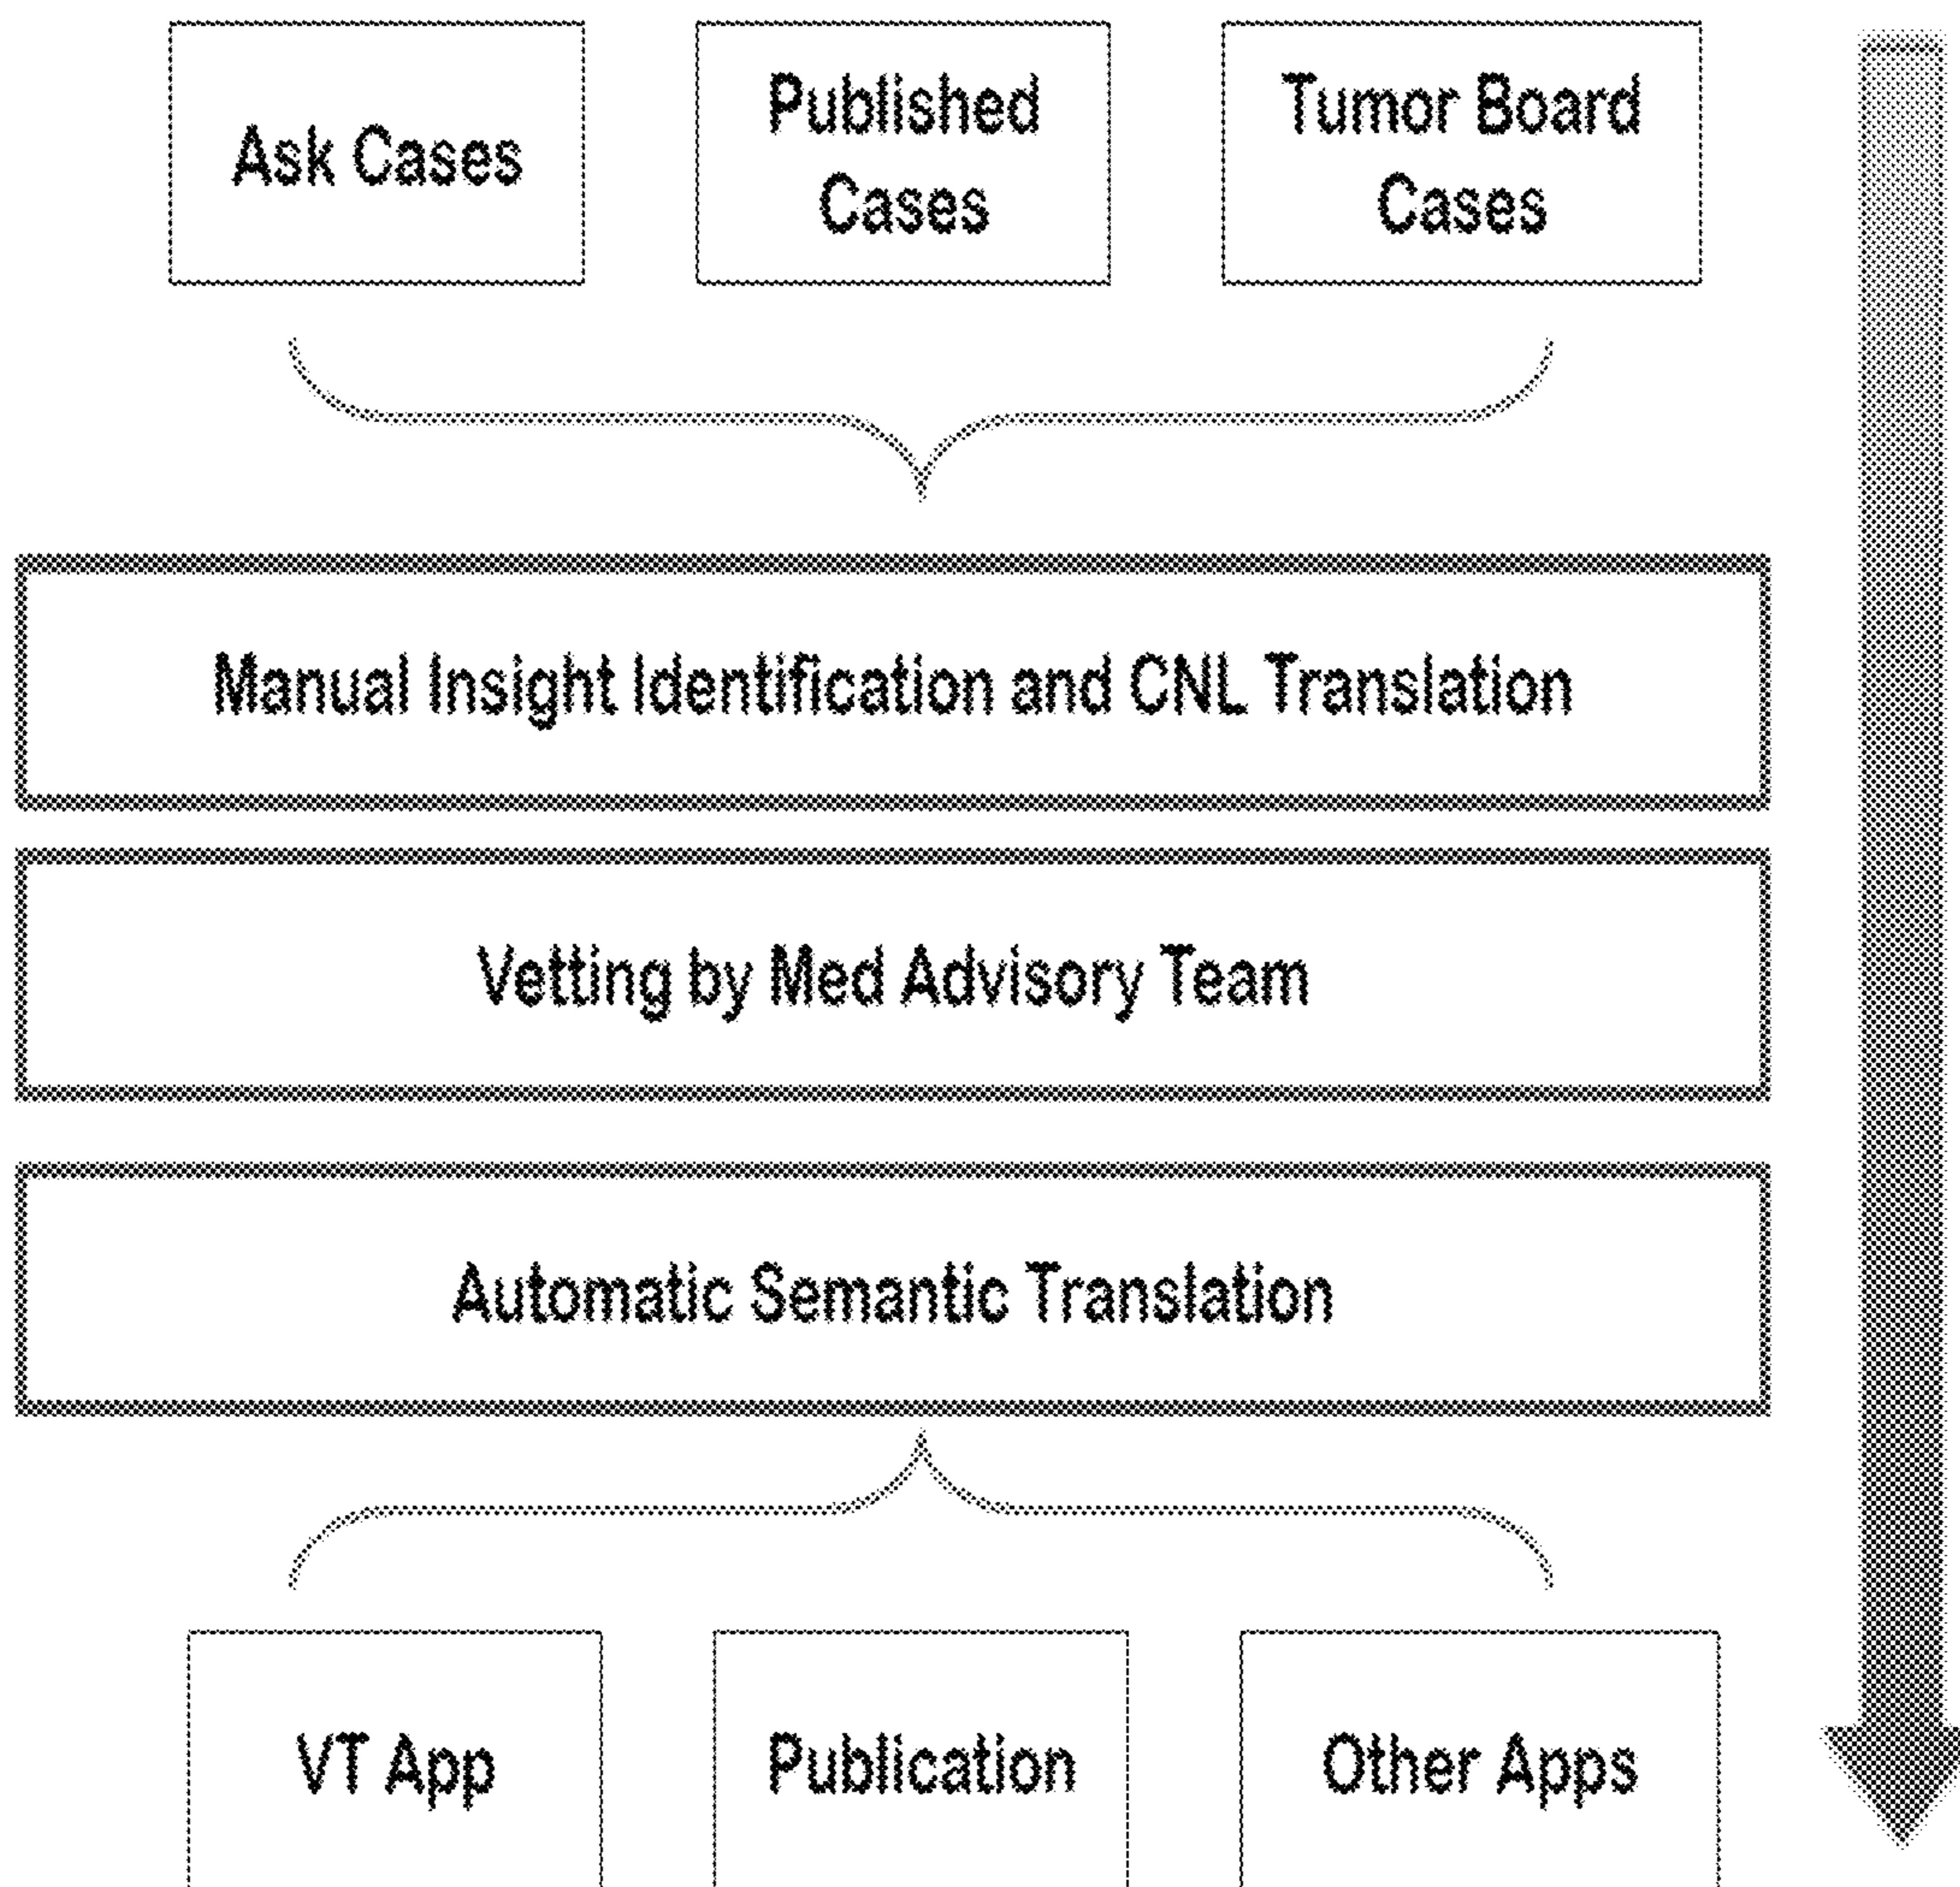 Ask Cases
Published
Cases
Tumor Board
Cases
Manual Insight Identification and CNL Translation
Vetting by Med Advisory Team
Automatic Semantic Translation
VT App
Publication
Other Apps